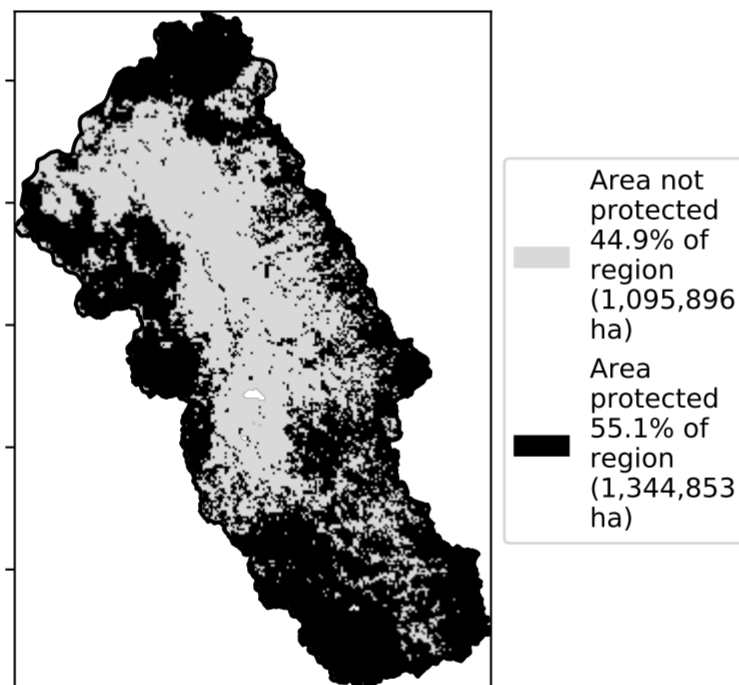 Area not
protected
44.9% of
region
(1,095,896
ha)
Area
protected
55.1% of
region
(1,344,853
ha)